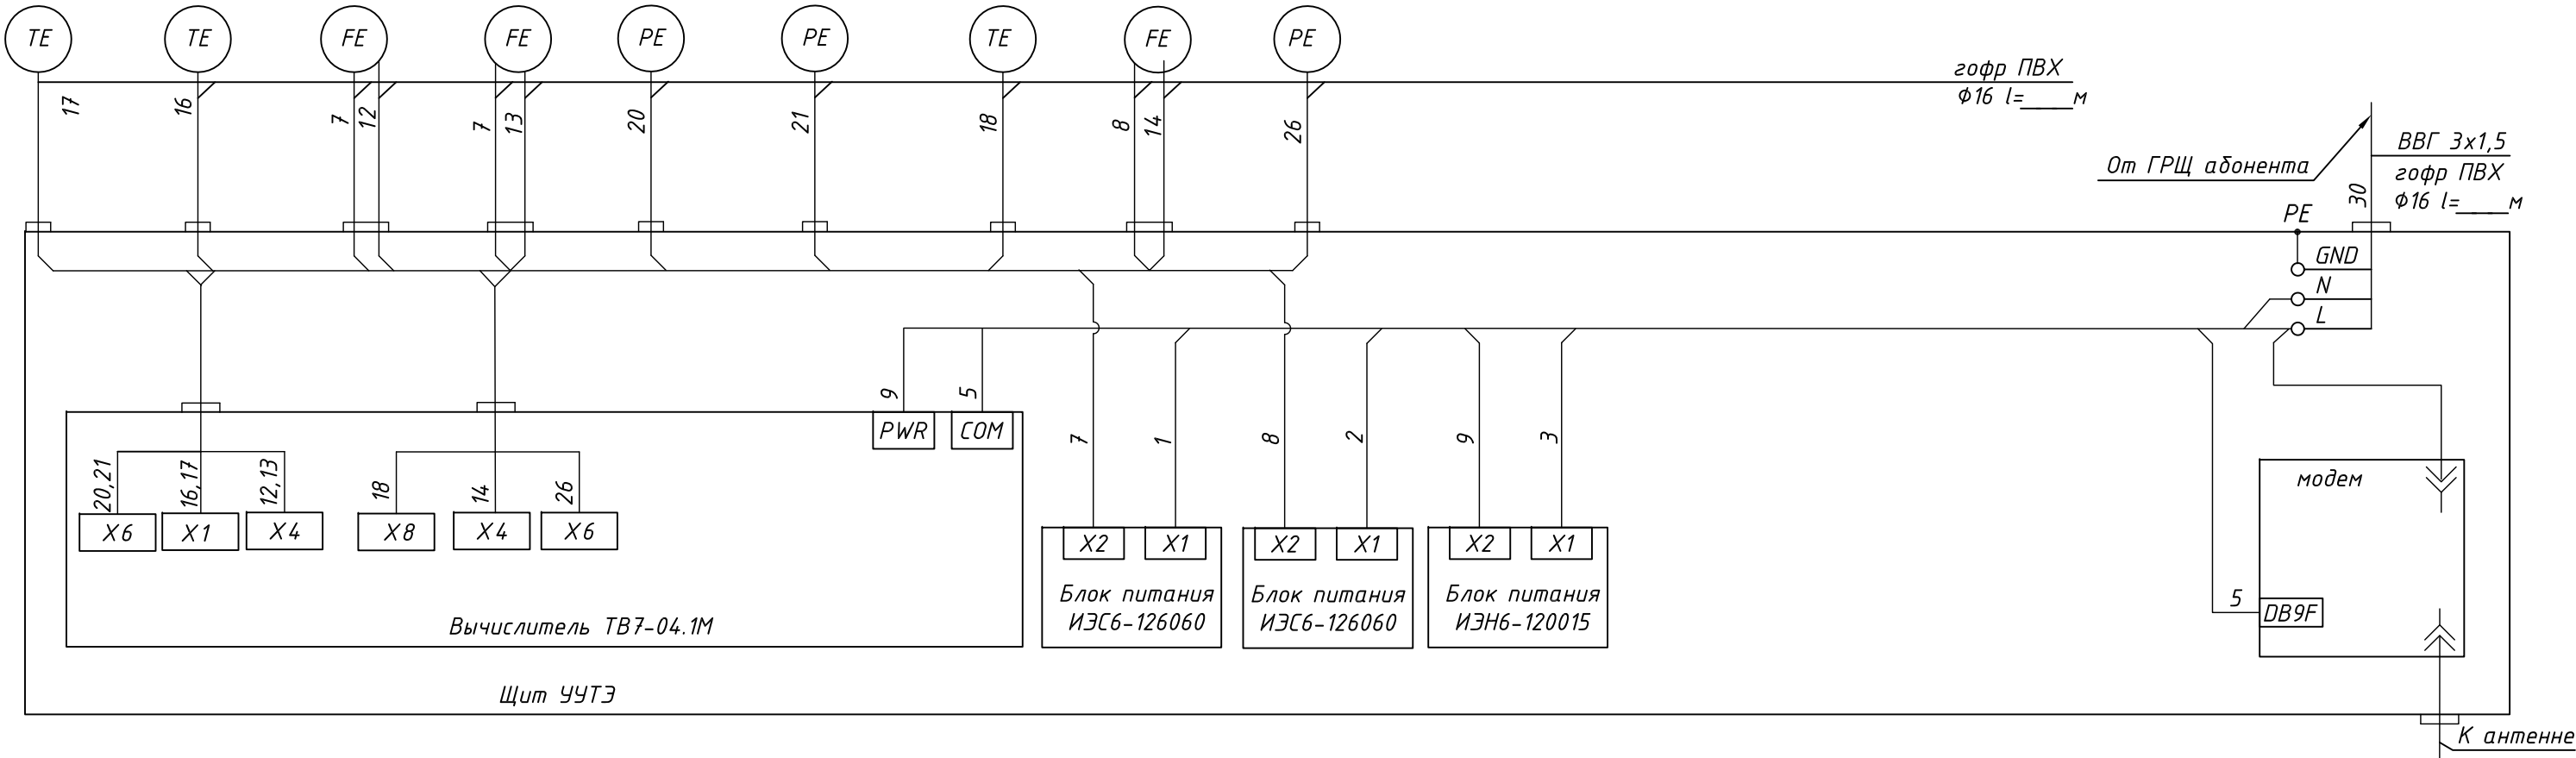 TE TE FE FE PE PE TE FE PE
гофр ПВХ
Ф16 l=____м
17 16 7 12 7 13 20 21 18 8 14 26
От ГРЩ абонента
ВВГ 3х1,5
гофр ПВХ
Ф16 l=____м
30
PE
GND
N
L
9 5
PWR COM
7 1 8 2 9 3
20,21 16,17 12,13 18 14 26
X6 X1 X4 X8 X4 X6
X2 X1 X2 X1 X2 X1
модем
Блок питания
ИЭС6-126060
Блок питания
ИЭС6-126060
Блок питания
ИЭН6-120015
5
DB9F
Вычислитель ТВ7-04.1М
Щит УУТЭ
К антенне